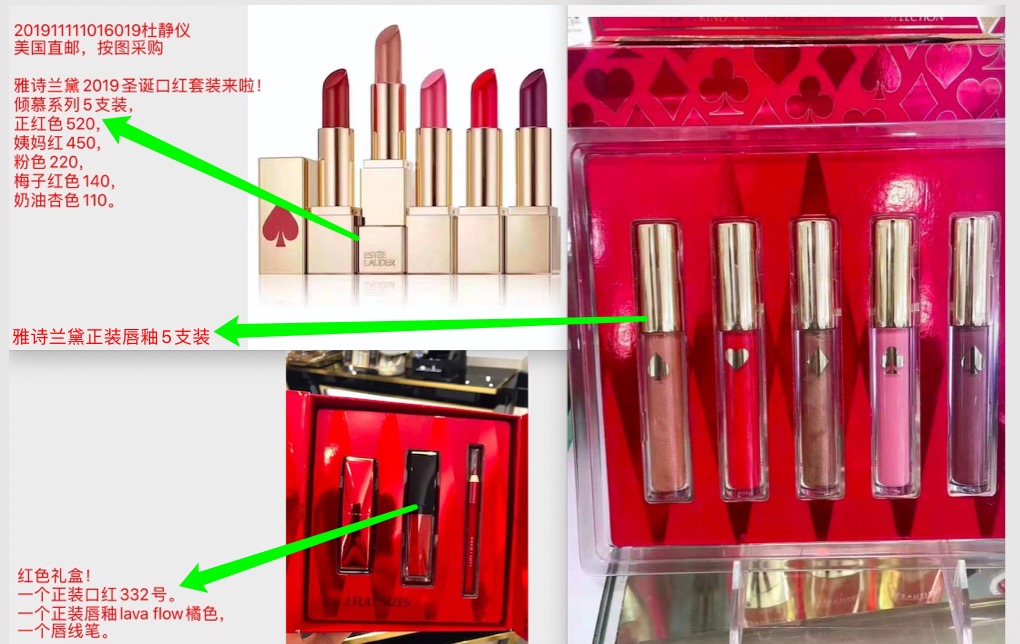 201911111016019杜静仪
美国直邮，按图采购
雅诗兰黛2019圣诞口红套装来啦！
倾慕系列5支装，
正红色520，
姨妈红450，
粉色220，
梅子红色140，
奶油杏色110。
ESTĒE
LAUDER
雅诗兰黛正装唇釉5支装
COLLECTION
红色礼盒！
一个正装口红332号。
一个正装唇釉lava flow橘色，
一个唇线笔。
2 FULL SIZES